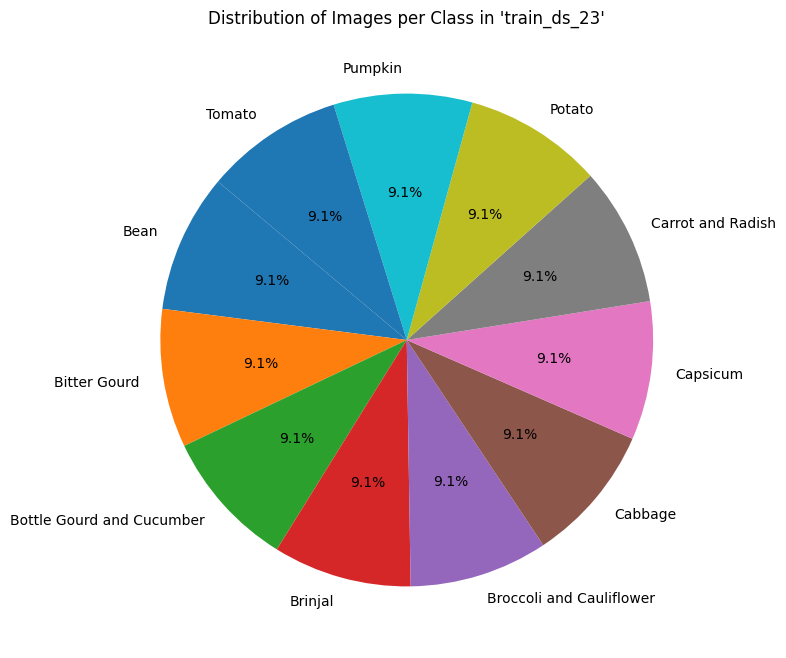 Distribution of Images per Class in 'train_ds_23'
Pumpkin
Tomato
Potato
Bean
Carrot and Radish
Bitter Gourd
Capsicum
Bottle Gourd and Cucumber
Cabbage
Brinjal
Broccoli and Cauliflower
9.1%
9.1%
9.1%
9.1%
9.1%
9.1%
9.1%
9.1%
9.1%
9.1%
9.1%